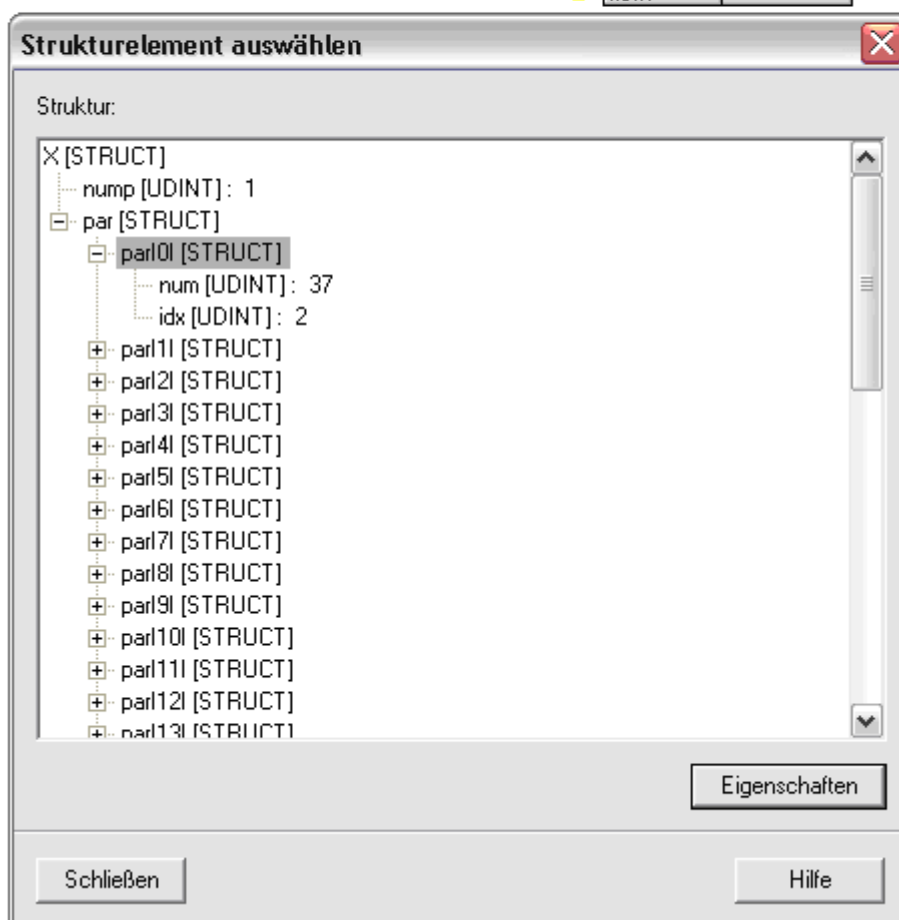 Strukturelement auswählen
Struktur:
X [STRUCT]
nump [UDINT] : 1
par [STRUCT]
par|0| [STRUCT]
num [UDINT] : 37
idx [UDINT] : 2
par|1| [STRUCT]
par|2| [STRUCT]
par|3| [STRUCT]
par|4| [STRUCT]
par|5| [STRUCT]
par|6| [STRUCT]
par|7| [STRUCT]
par|8| [STRUCT]
par|9| [STRUCT]
par|10| [STRUCT]
par|11| [STRUCT]
par|12| [STRUCT]
par|13| [STRUCT]
Eigenschaften
Schließen
Hilfe